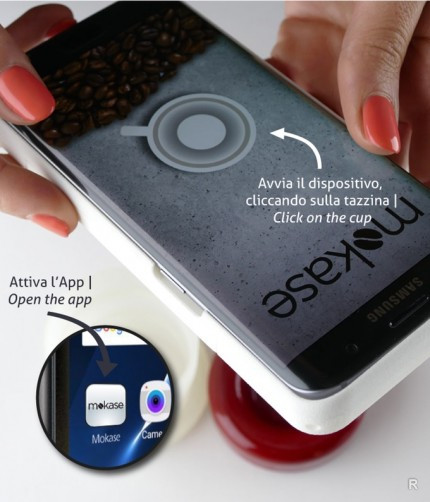 Avvia il dispositivo,
cliccando sulla tazzina |
Click on the cup
mokase
SAMSUNG
Attiva l'App |
Open the app
mokase
Mokase
Came
R